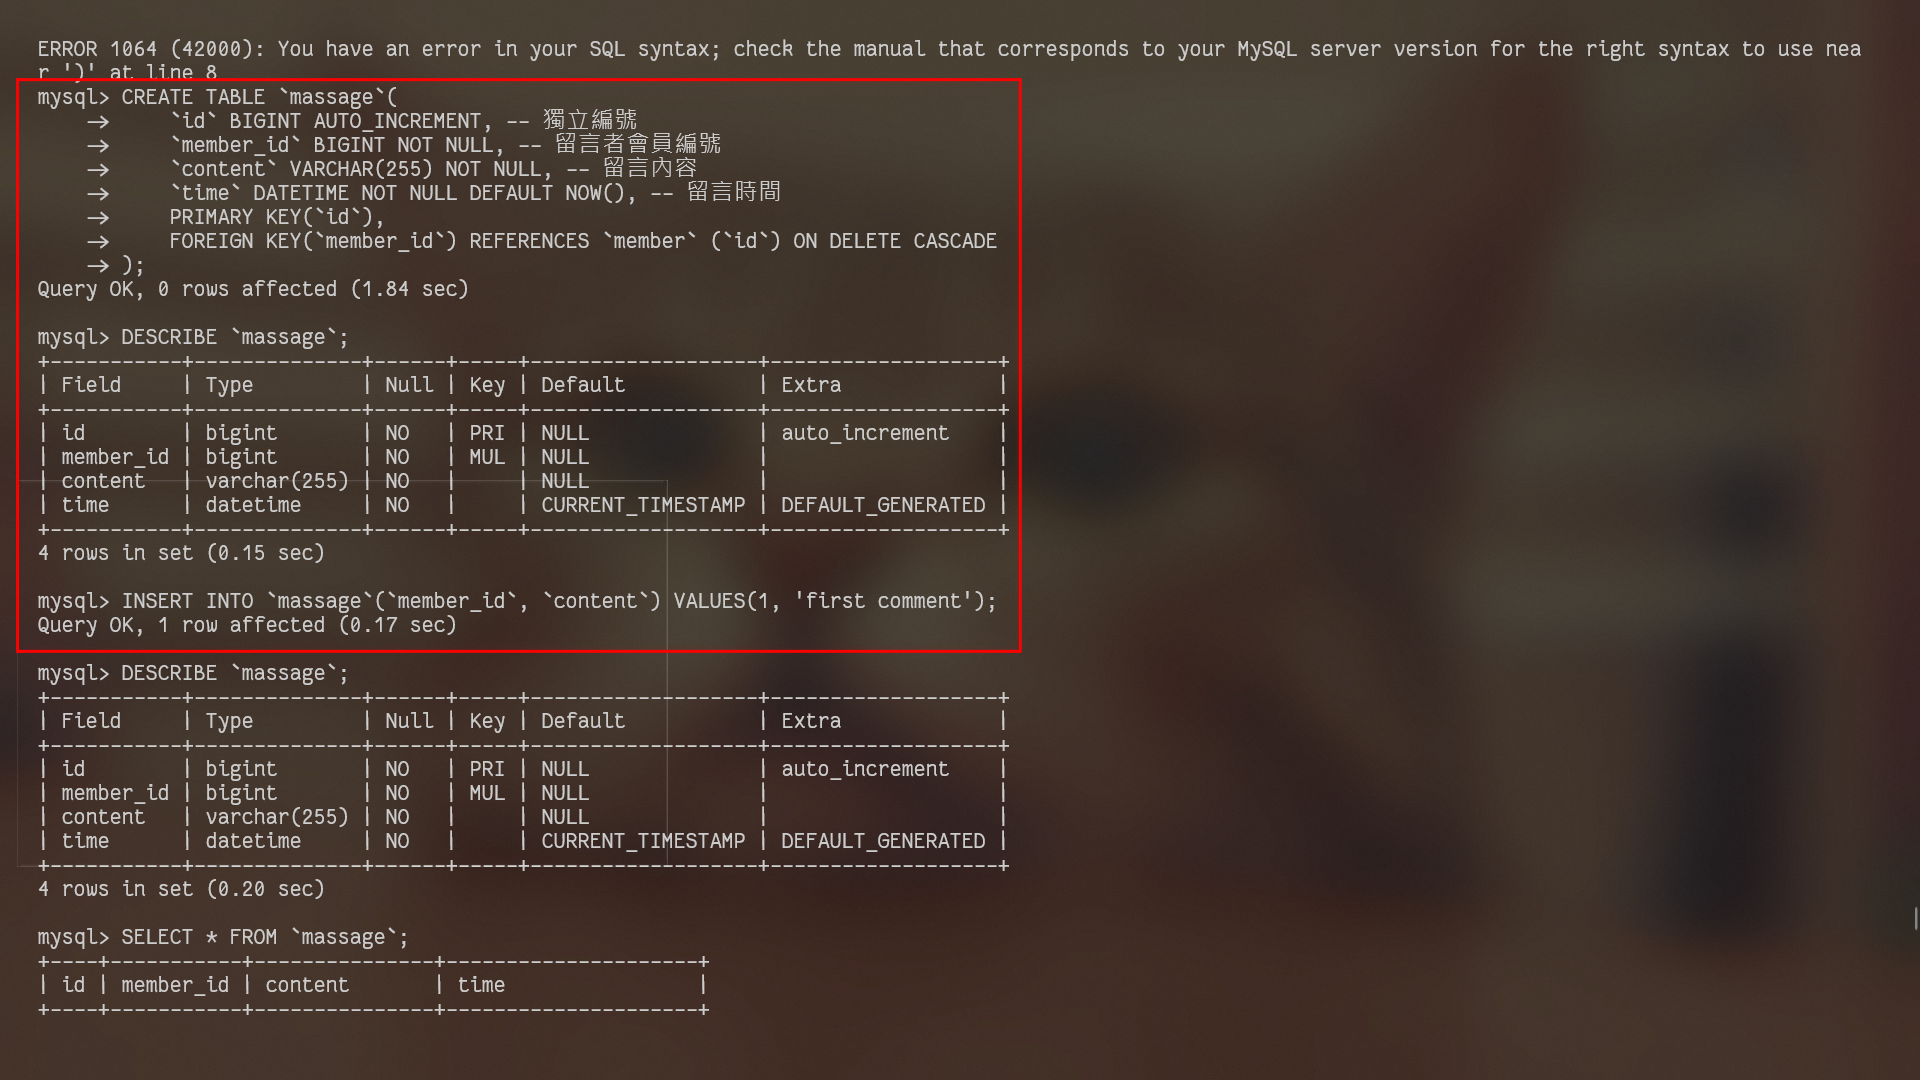 ERROR 1064 (42000): You have an error in your SQL syntax; check the manual that corresponds to your MySQL server version for the right syntax to use nea
r ')' at line 8
mysql> CREATE TABLE `massage`(
    ->     `id` BIGINT AUTO_INCREMENT, -- 獨立編號
    ->     `member_id` BIGINT NOT NULL, -- 留言者會員編號
    ->     `content` VARCHAR(255) NOT NULL, -- 留言內容
    ->     `time` DATETIME NOT NULL DEFAULT NOW(), -- 留言時間
    ->     PRIMARY KEY(`id`),
    ->     FOREIGN KEY(`member_id`) REFERENCES `member` (`id`) ON DELETE CASCADE
    -> );
Query OK, 0 rows affected (1.84 sec)

mysql> DESCRIBE `massage`;
+-----------+--------------+------+-----+-------------------+-------------------+
| Field     | Type         | Null | Key | Default           | Extra             |
+-----------+--------------+------+-----+-------------------+-------------------+
| id        | bigint       | NO   | PRI | NULL              | auto_increment    |
| member_id | bigint       | NO   | MUL | NULL              |                   |
| content   | varchar(255) | NO   |     | NULL              |                   |
| time      | datetime     | NO   |     | CURRENT_TIMESTAMP | DEFAULT_GENERATED |
+-----------+--------------+------+-----+-------------------+-------------------+
4 rows in set (0.15 sec)

mysql> INSERT INTO `massage`(`member_id`, `content`) VALUES(1, 'first comment');
Query OK, 1 row affected (0.17 sec)

mysql> DESCRIBE `massage`;
+-----------+--------------+------+-----+-------------------+-------------------+
| Field     | Type         | Null | Key | Default           | Extra             |
+-----------+--------------+------+-----+-------------------+-------------------+
| id        | bigint       | NO   | PRI | NULL              | auto_increment    |
| member_id | bigint       | NO   | MUL | NULL              |                   |
| content   | varchar(255) | NO   |     | NULL              |                   |
| time      | datetime     | NO   |     | CURRENT_TIMESTAMP | DEFAULT_GENERATED |
+-----------+--------------+------+-----+-------------------+-------------------+
4 rows in set (0.20 sec)

mysql> SELECT * FROM `massage`;
+----+-----------+---------------+---------------------+
| id | member_id | content       | time                |
+----+-----------+---------------+---------------------+